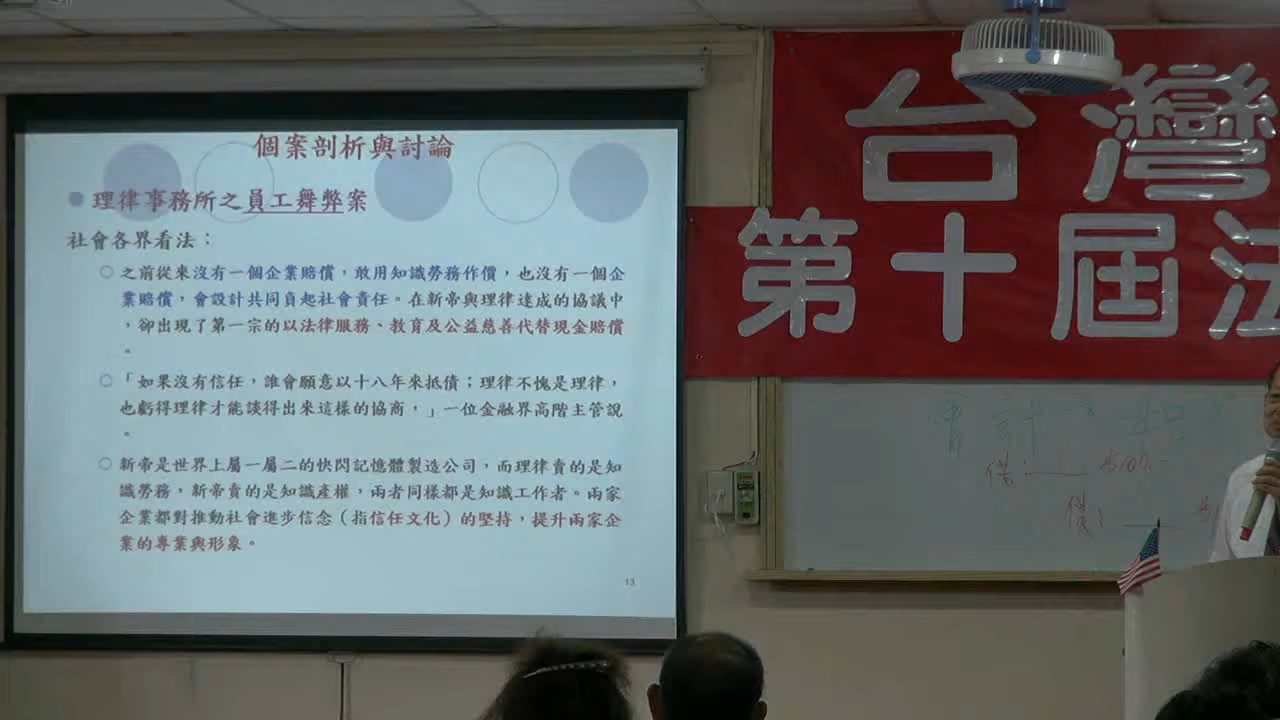 個案剖析與討論
理律事務所之員工舞弊案
社會各界看法：
之前從來沒有一個企業賠償，敢用知識勞務作價，也沒有一個企
業賠償，會設計共同負起社會責任。在新帝與理律達成的協議中
，卻出現了第一宗的以法律服務、教育及公益慈善代替現金賠償
。
「如果沒有信任，誰會願意以十八年來抵債；理律不愧是理律，
也虧得理律才能談得出來這樣的協商，」一位金融界高階主管說
。
新帝是世界上屬一屬二的快閃記憶體製造公司，而理律賣的是知
識勞務，新帝賣的是知識產權，兩者同樣都是知識工作者。兩家
企業都對推動社會進步信念（指信任文化）的堅持，提升兩家企
業的專業與形象。
13
台灣
第十屆法
會計
借：